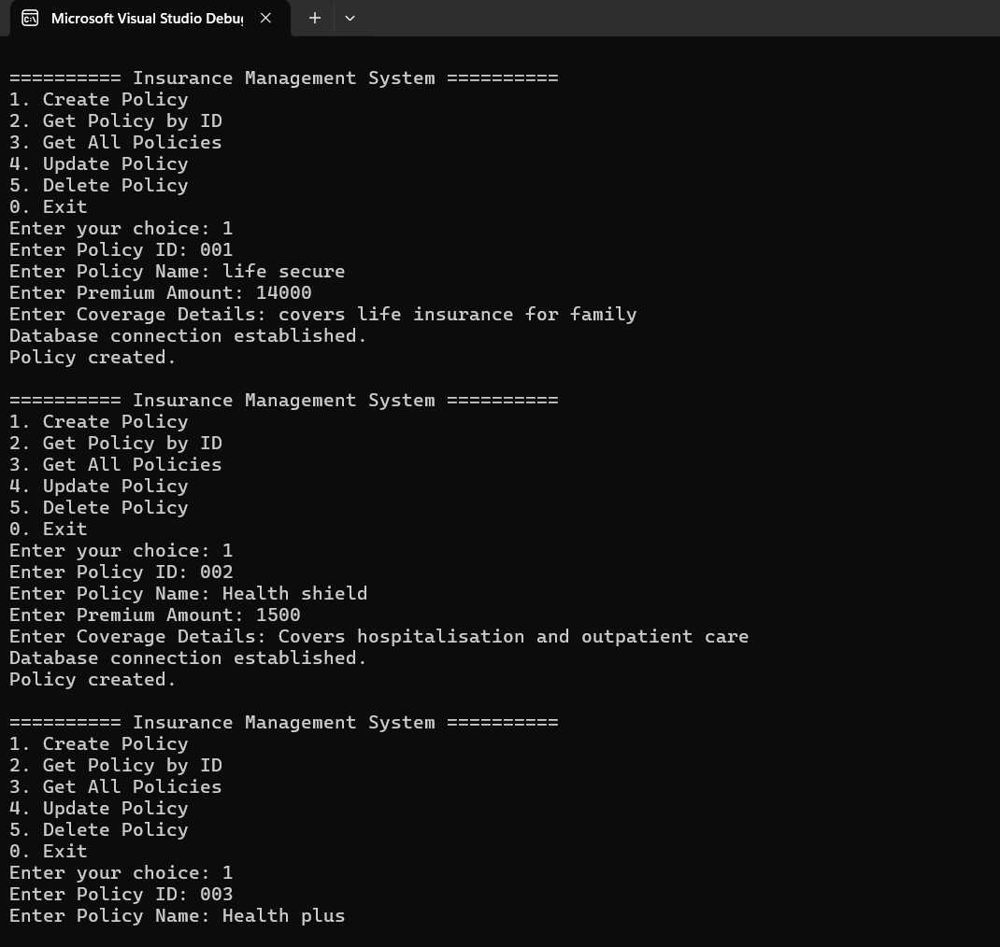 Microsoft Visual Studio Debu
========== Insurance Management System ==========
1. Create Policy
2. Get Policy by ID
3. Get All Policies
4. Update Policy
5. Delete Policy
0. Exit
Enter your choice: 1
Enter Policy ID: 001
Enter Policy Name: life secure
Enter Premium Amount: 14000
Enter Coverage Details: covers life insurance for family
Database connection established.
Policy created.
========== Insurance Management System ==========
1. Create Policy
2. Get Policy by ID
3. Get All Policies
4. Update Policy
5. Delete Policy
0. Exit
Enter your choice: 1
Enter Policy ID: 002
Enter Policy Name: Health shield
Enter Premium Amount: 1500
Enter Coverage Details: Covers hospitalisation and outpatient care
Database connection established.
Policy created.
========== Insurance Management System ==========
1. Create Policy
2. Get Policy by ID
3. Get All Policies
4. Update Policy
5. Delete Policy
0. Exit
Enter your choice: 1
Enter Policy ID: 003
Enter Policy Name: Health plus